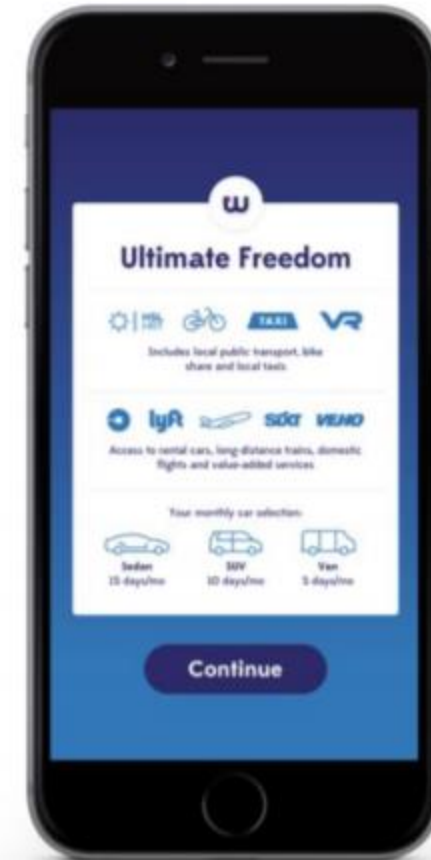 w
Ultimate Freedom
TAXI VR
Includes local public transport, bike
share and local taxis
lyft SIXT VEHO
Access to rental cars, long-distance trains, domestic
flights and value-added services
Your monthly car selection:
Sedan SUV Van
15 days/mo 10 days/mo 5 days/mo
Continue